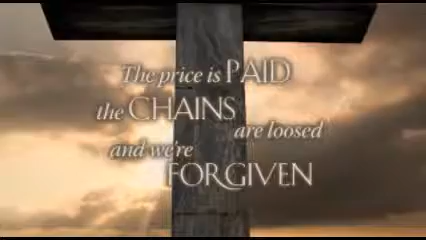 The price is PAID
the CHAINS
are loosed
and we're
FORGIVEN